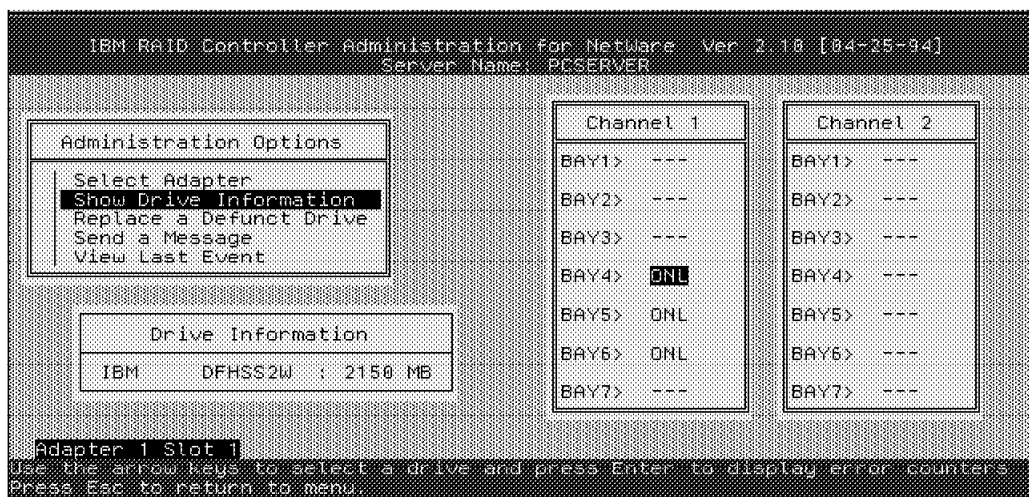 IBM RAID Controller Administration for NetWare Ver 2.10 [04-25-94]
Server Name: PCSERVER
Administration Options
Select Adapter
Show Drive Information
Replace a Defunct Drive
Send a Message
View Last Event
Drive Information
IBM DFHSS2W : 2150 MB
Channel 1
BAY1> ---
BAY2> ---
BAY3> ---
BAY4> ONL
BAY5> ONL
BAY6> ONL
BAY7> ---
Channel 2
BAY1> ---
BAY2> ---
BAY3> ---
BAY4> ---
BAY5> ---
BAY6> ---
BAY7> ---
Adapter 1 Slot 1
Use the arrow keys to select a drive and press Enter to display error counters
Press Esc to return to menu.